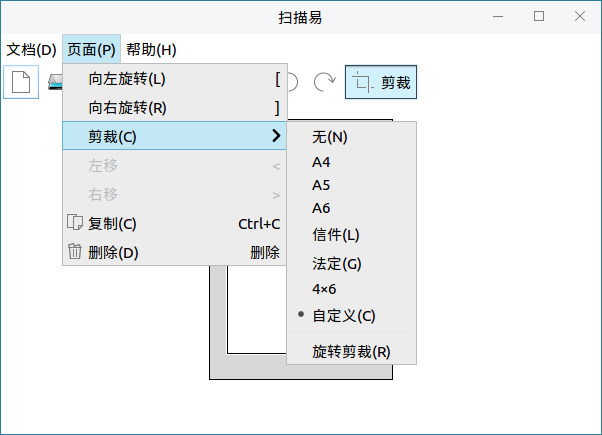 扫描易
文档(D) 页面(P) 帮助(H)
剪裁
向左旋转(L) [
向右旋转(R) ]
剪裁(C)
左移 <
右移 >
复制(C) Ctrl+C
删除(D) 删除
无(N)
A4
A5
A6
信件(L)
法定(G)
4×6
自定义(C)
旋转剪裁(R)